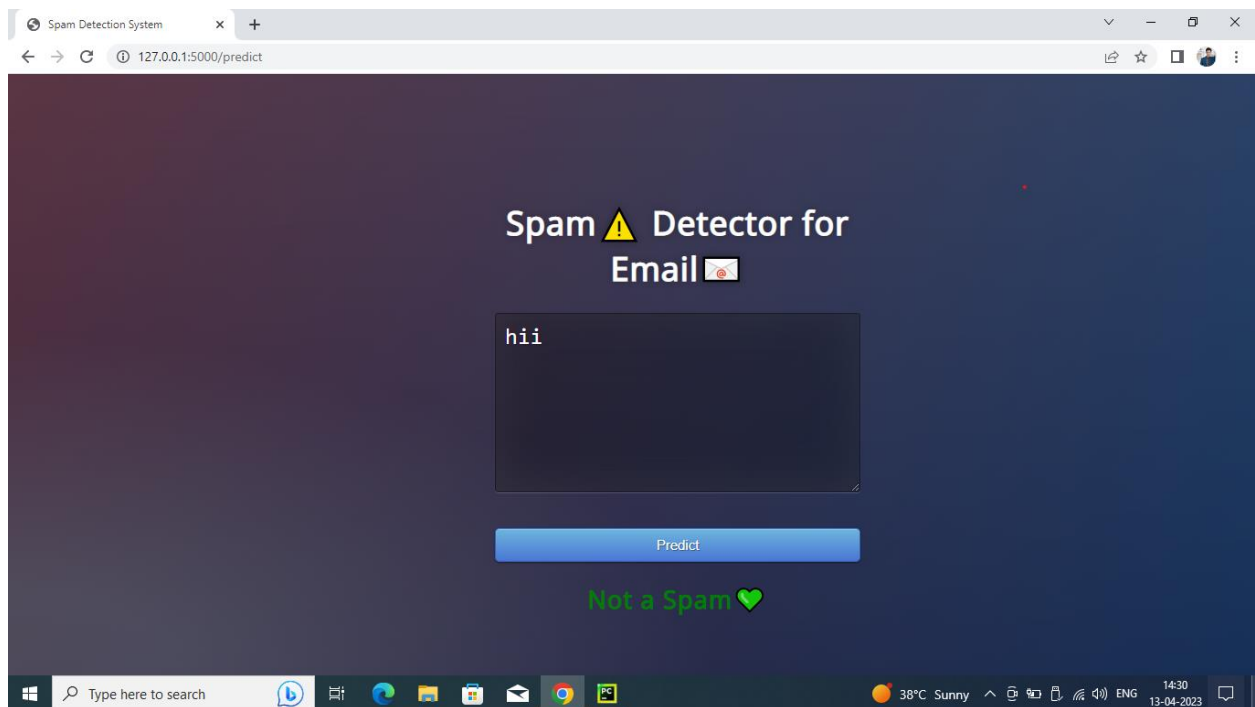 Spam Detection System
127.0.0.1:5000/predict
Spam⚠ Detector for
Email📧
hii
Predict
Not a Spam💚
Type here to search
PC
38°C Sunny
ENG
14:30
13-04-2023